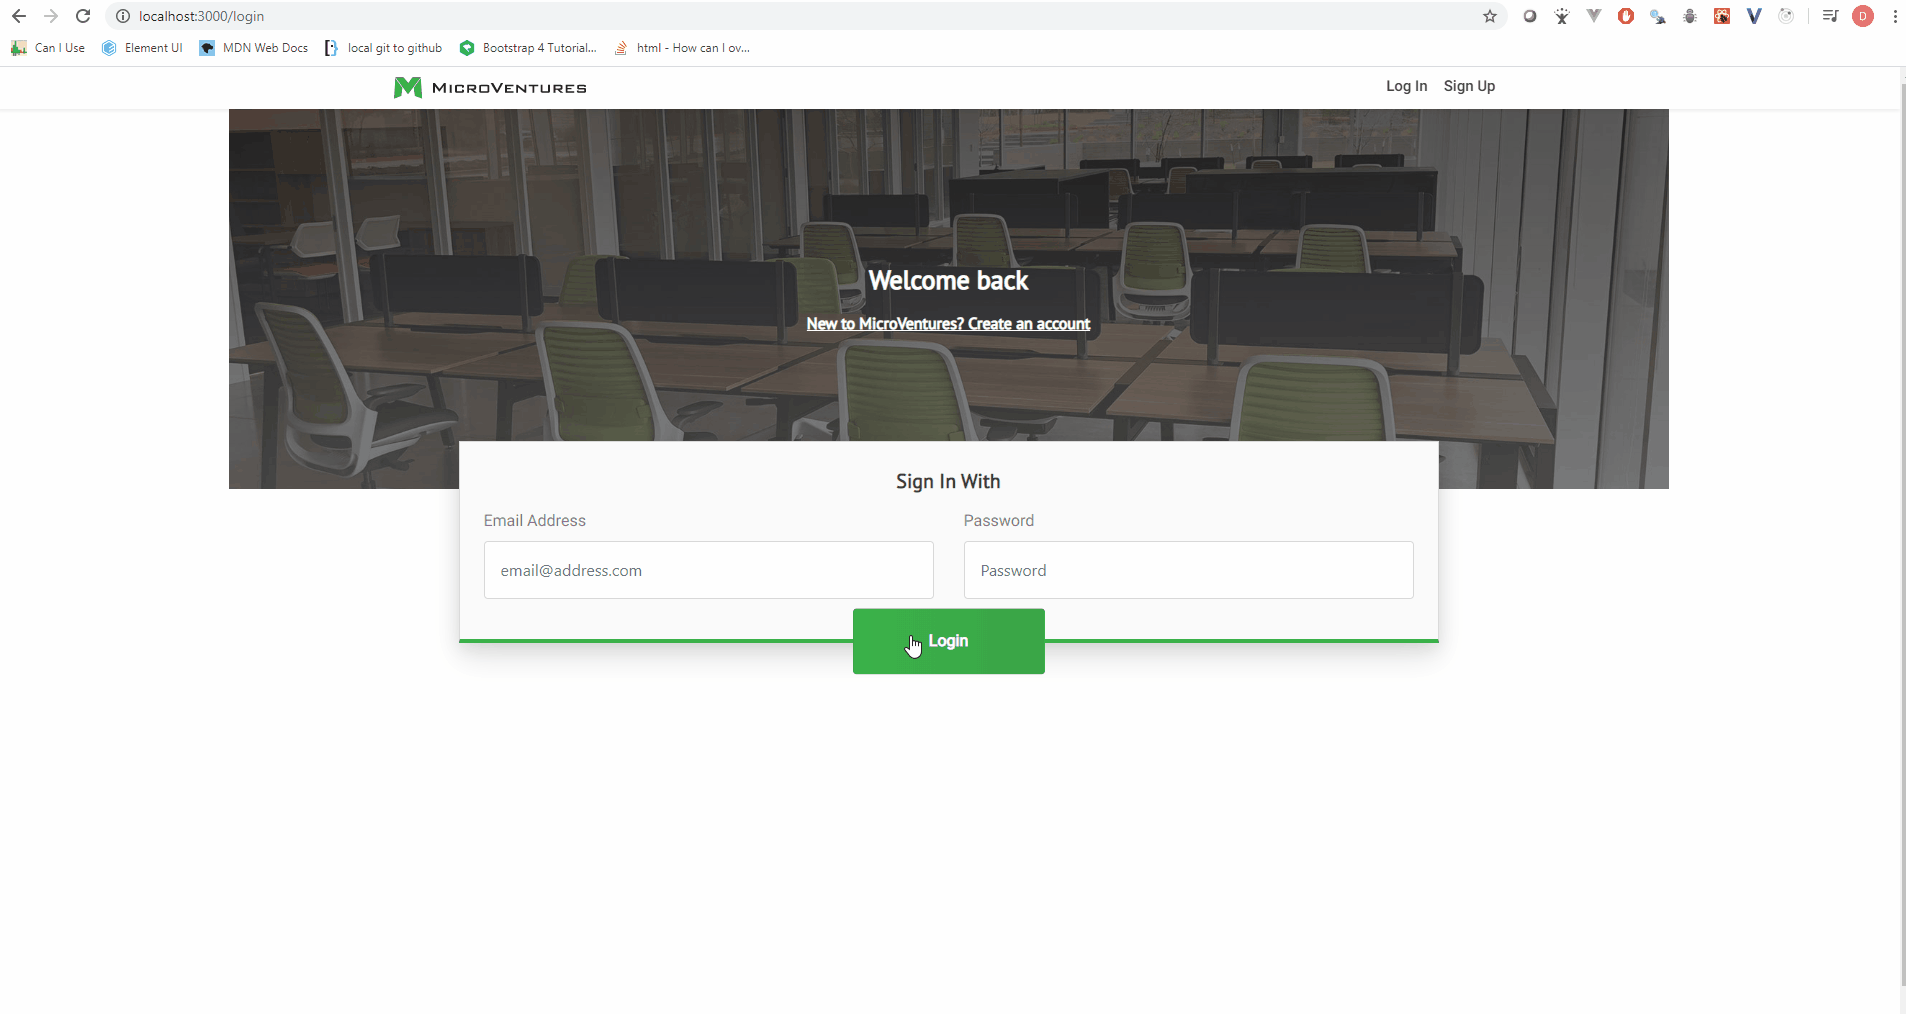 localhost:3000/login
D
Can I Use Element UI MDN Web Docs local git to github Bootstrap 4 Tutorial... html - How can I ov...
MICROVENTURES Log In Sign Up
Welcome back
New to MicroVentures? Create an account
Sign In With
Email Address Password
email@address.com Password
Login